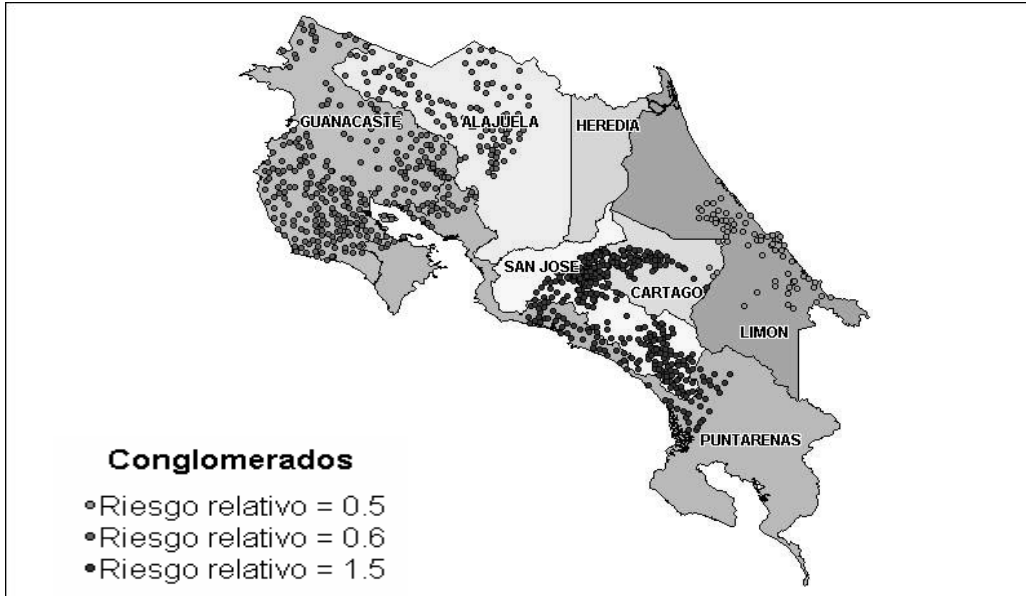 GUANACASTE
ALAJUELA
HEREDIA
SAN JOSE
CARTAGO
LIMON
PUNTARENAS
Conglomerados
Riesgo relativo = 0.5
Riesgo relativo = 0.6
Riesgo relativo = 1.5